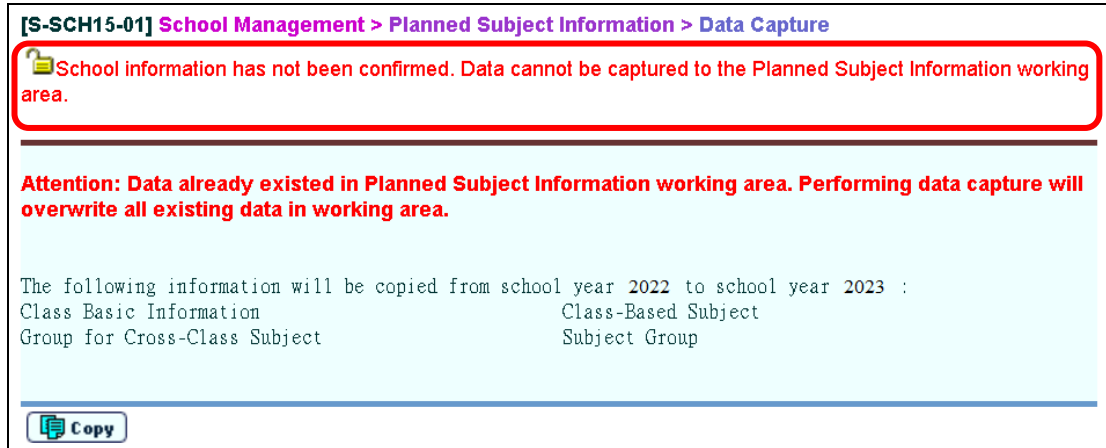 [S-SCH15-01] School Management > Planned Subject Information > Data Capture
School information has not been confirmed. Data cannot be captured to the Planned Subject Information working
area.
Attention: Data already existed in Planned Subject Information working area. Performing data capture will
overwrite all existing data in working area.
The following information will be copied from school year 2022 to school year 2023 :
Class Basic Information Class-Based Subject
Group for Cross-Class Subject Subject Group
Copy